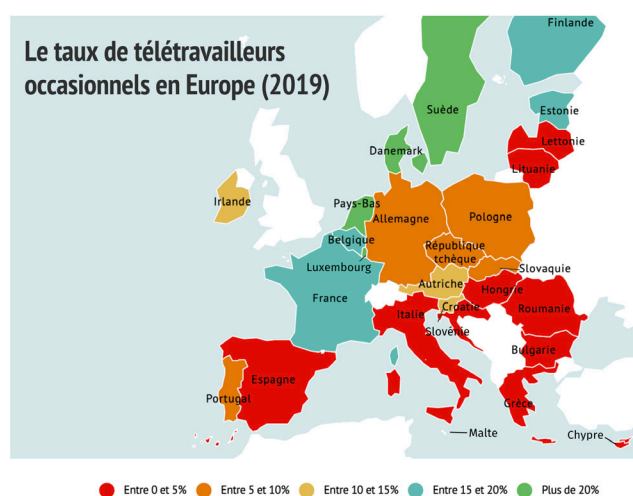 Le taux de télétravailleurs
occasionnels en Europe (2019)
Finlande
Suède
Estonie
Lettonie
Danemark
Lituanie
Irlande
Pays-Bas
Allemagne
Pologne
Belgique
République
tchèque
Luxembourg
Slovaquie
Autriche
Hongrie
France
Croatie
Roumanie
Italie
Slovénie
Bulgarie
Espagne
Portugal
Grèce
Malte
Chypre
Entre 0 et 5%
Entre 5 et 10%
Entre 10 et 15%
Entre 15 et 20%
Plus de 20%